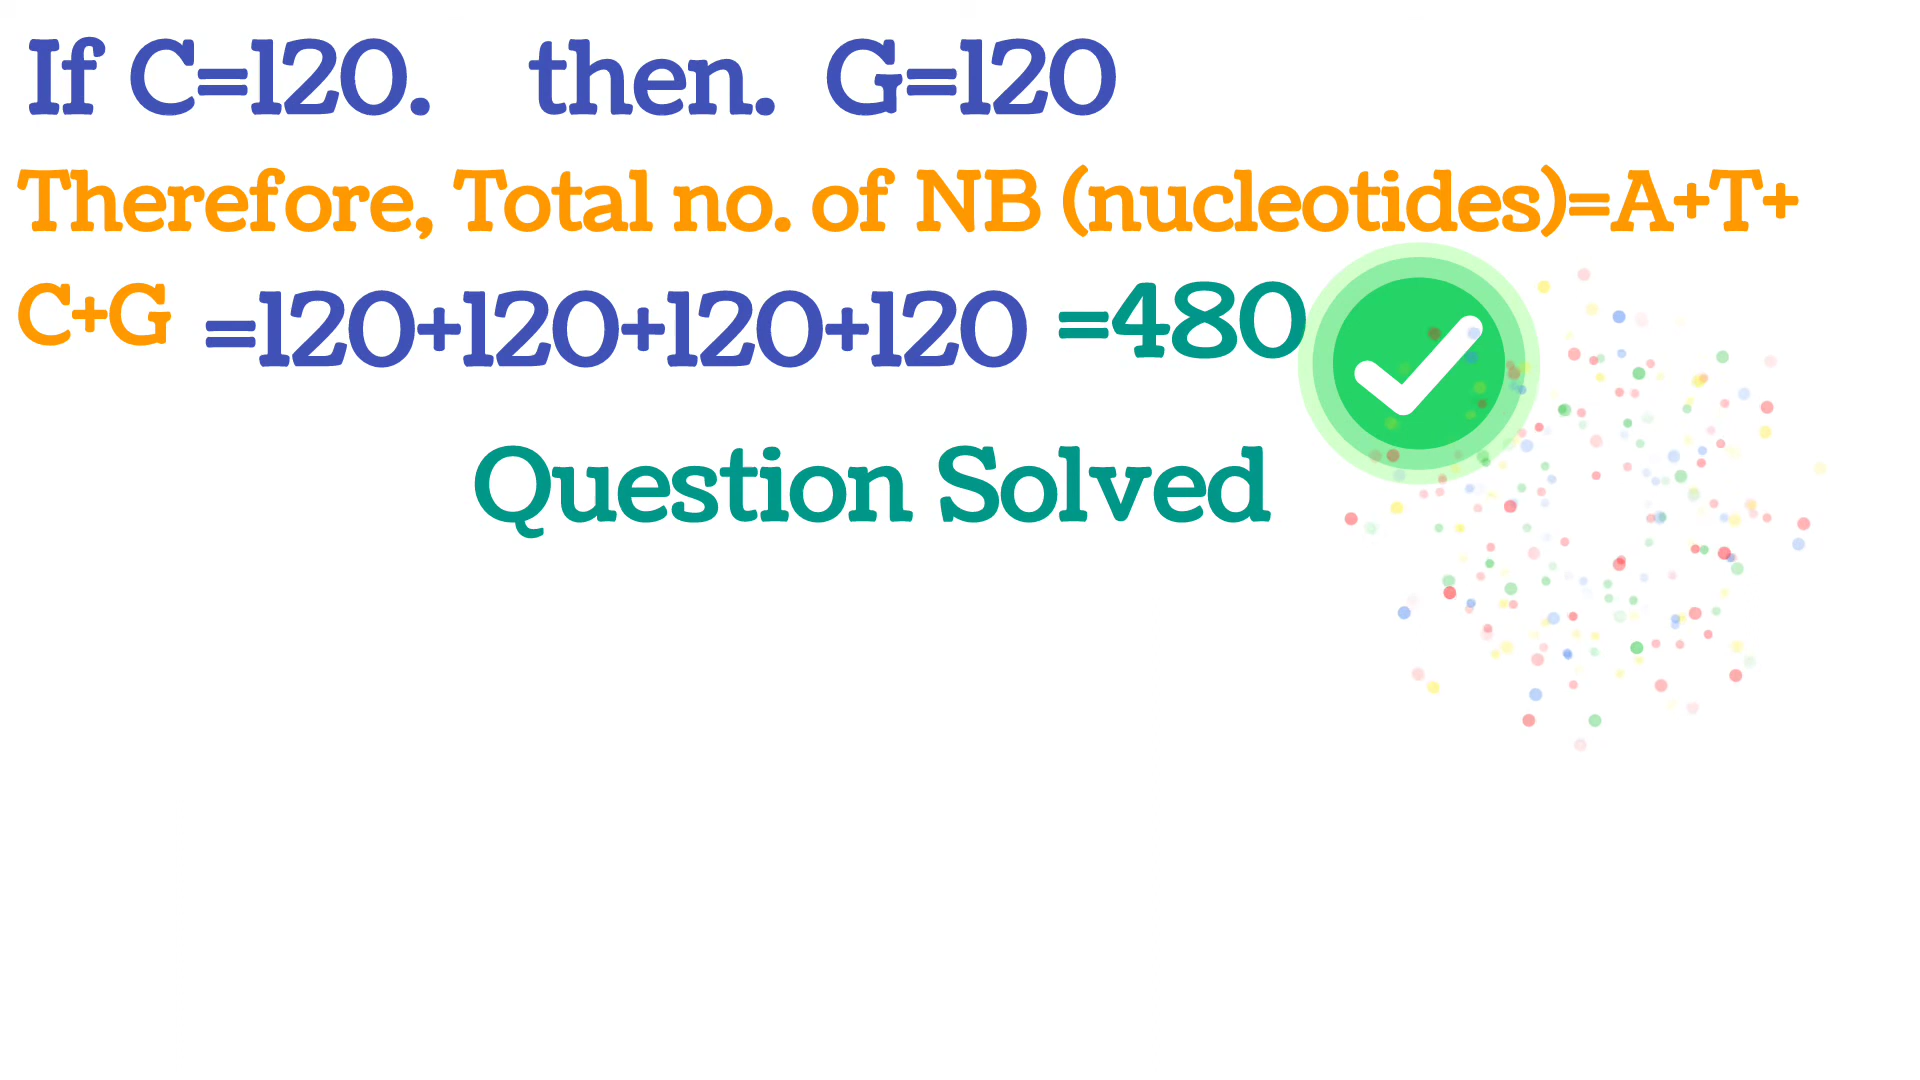 If C=120. then. G=120
Therefore, Total no. of NB (nucleotides)=A+T+
C+G =120+120+120+120 =480
Question Solved